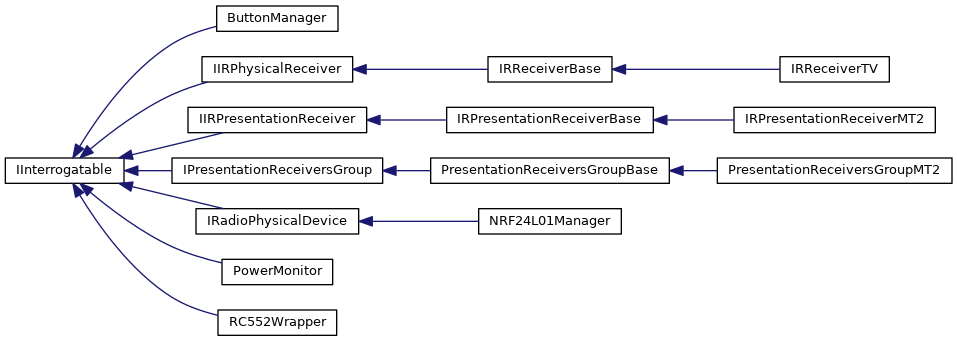 ButtonManager
IIRPhysicalReceiver
IRReceiverBase
IRReceiverTV
IIRPresentationReceiver
IRPresentationReceiverBase
IRPresentationReceiverMT2
IInterrogatable
IPresentationReceiversGroup
PresentationReceiversGroupBase
PresentationReceiversGroupMT2
IRadioPhysicalDevice
NRF24L01Manager
PowerMonitor
RC552Wrapper